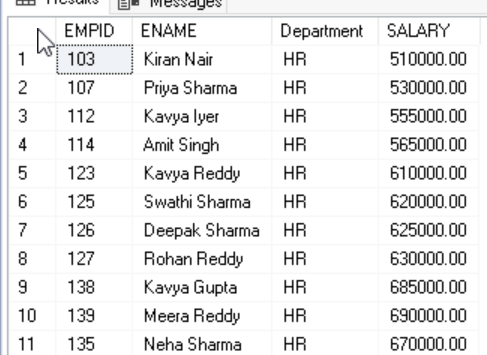 Results Messages
EMPID ENAME Department SALARY
1 103 Kiran Nair HR 510000.00
2 107 Priya Sharma HR 530000.00
3 112 Kavya Iyer HR 555000.00
4 114 Amit Singh HR 565000.00
5 123 Kavya Reddy HR 610000.00
6 125 Swathi Sharma HR 620000.00
7 126 Deepak Sharma HR 625000.00
8 127 Rohan Reddy HR 630000.00
9 138 Kavya Gupta HR 685000.00
10 139 Meera Reddy HR 690000.00
11 135 Neha Sharma HR 670000.00